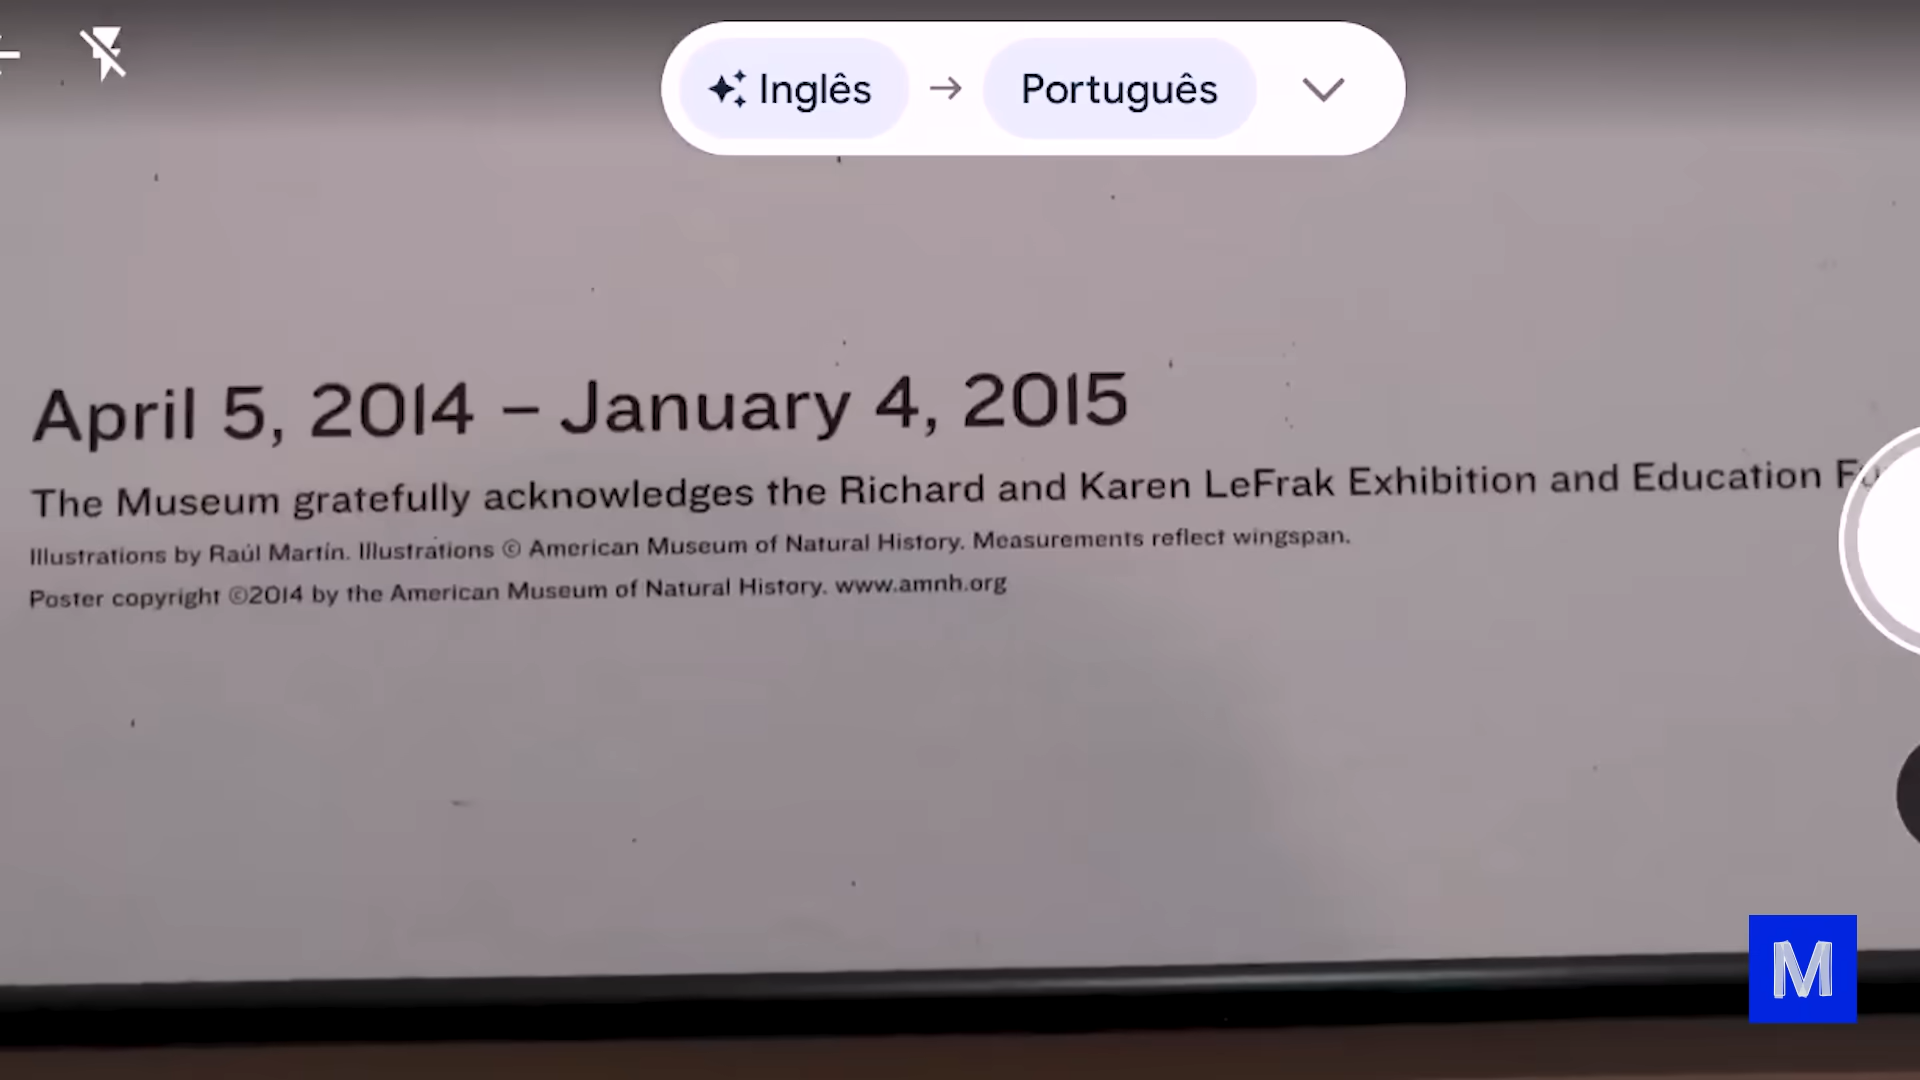 Inglês → Português
April 5, 2014 – January 4, 2015
The Museum gratefully acknowledges the Richard and Karen LeFrak Exhibition and Education
Illustrations by Raúl Martín. Illustrations © American Museum of Natural History. Measurements reflect wingspan.
Poster copyright ©2014 by the American Museum of Natural History. www.amnh.org
M